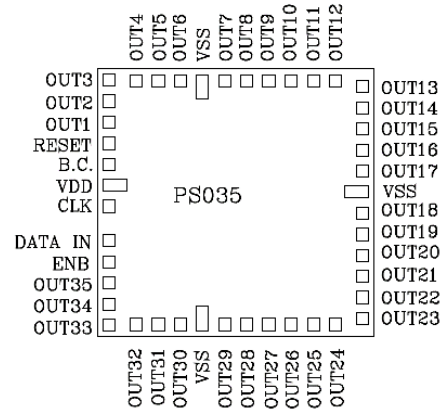 OUT4
OUT5
OUT6
VSS
OUT7
OUT8
OUT9
OUT10
OUT11
OUT12
OUT3
OUT2
OUT1
RESET
B.C.
VDD
CLK
DATA IN
ENB
OUT35
OUT34
OUT33
PS035
OUT13
OUT14
OUT15
OUT16
OUT17
VSS
OUT18
OUT19
OUT20
OUT21
OUT22
OUT23
OUT32
OUT31
OUT30
VSS
OUT29
OUT28
OUT27
OUT26
OUT25
OUT24